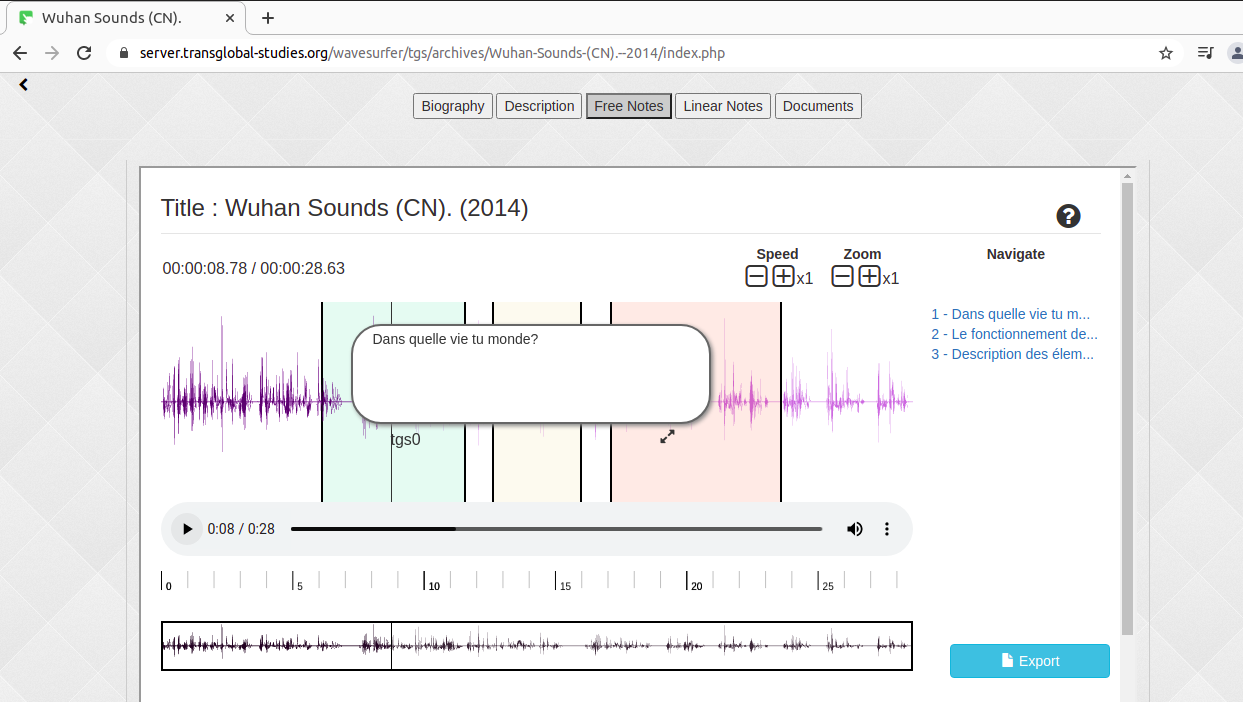 Wuhan Sounds (CN).
server.transglobal-studies.org/wavesurfer/tgs/archives/Wuhan-Sounds-(CN).--2014/index.php
Biography Description Free Notes Linear Notes Documents
Title : Wuhan Sounds (CN). (2014)
00:00:08.78 / 00:00:28.63
Speed Zoom Navigate
x1 x1
1 - Dans quelle vie tu m...
2 - Le fonctionnement de...
3 - Description des élem...
Dans quelle vie tu monde?
tgs0
0:08 / 0:28
0 5 10 15 20 25
Export